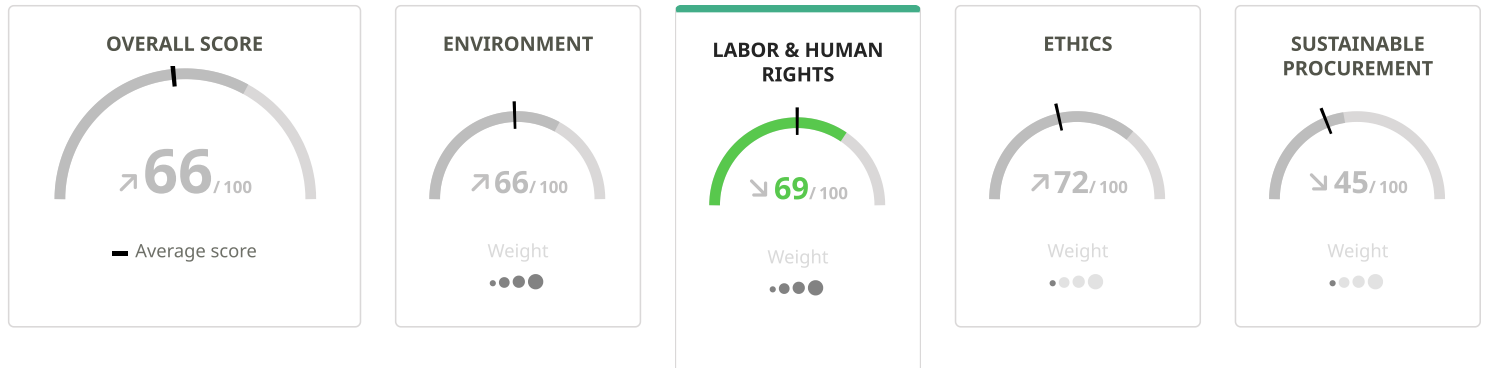 OVERALL SCORE
66 / 100
Average score
ENVIRONMENT
66 / 100
Weight
LABOR & HUMAN
RIGHTS
69 / 100
Weight
ETHICS
72 / 100
Weight
SUSTAINABLE
PROCUREMENT
45 / 100
Weight